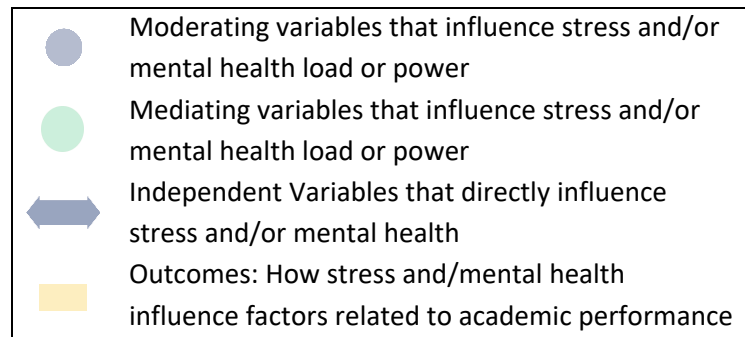 Moderating variables that influence stress and/or
mental health load or power
Mediating variables that influence stress and/or
mental health load or power
Independent Variables that directly influence
stress and/or mental health
Outcomes: How stress and/mental health
influence factors related to academic performance